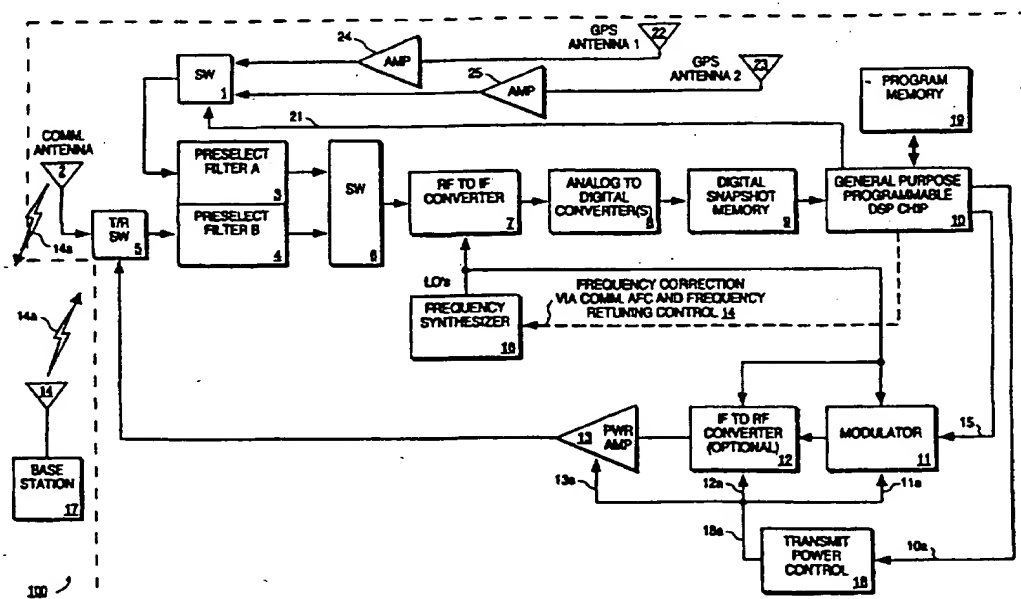 24
AMP
GPS
ANTENNA 1
22
25
AMP
GPS
ANTENNA 2
23
SW
1
21
PROGRAM
MEMORY
19
COMM.
ANTENNA
2
PRESELECT
FILTER A
3
PRESELECT
FILTER B
4
SW
6
RF TO IF
CONVERTER
7
ANALOG TO
DIGITAL
CONVERTER(S)
8
DIGITAL
SNAPSHOT
MEMORY
9
GENERAL PURPOSE
PROGRAMMABLE
DSP CHIP
10
T/R
SW
5
14a
LO's
FREQUENCY CORRECTION
VIA COMM. AFC AND FREQUENCY
RETUNING CONTROL 14
FREQUENCY
SYNTHESIZER
16
14a
14
BASE
STATION
17
13
PWR
AMP
13a
IF TO RF
CONVERTER
(OPTIONAL)
12
12a
MODULATOR
11
11a
15
18a
TRANSMIT
POWER
CONTROL
18
10a
100